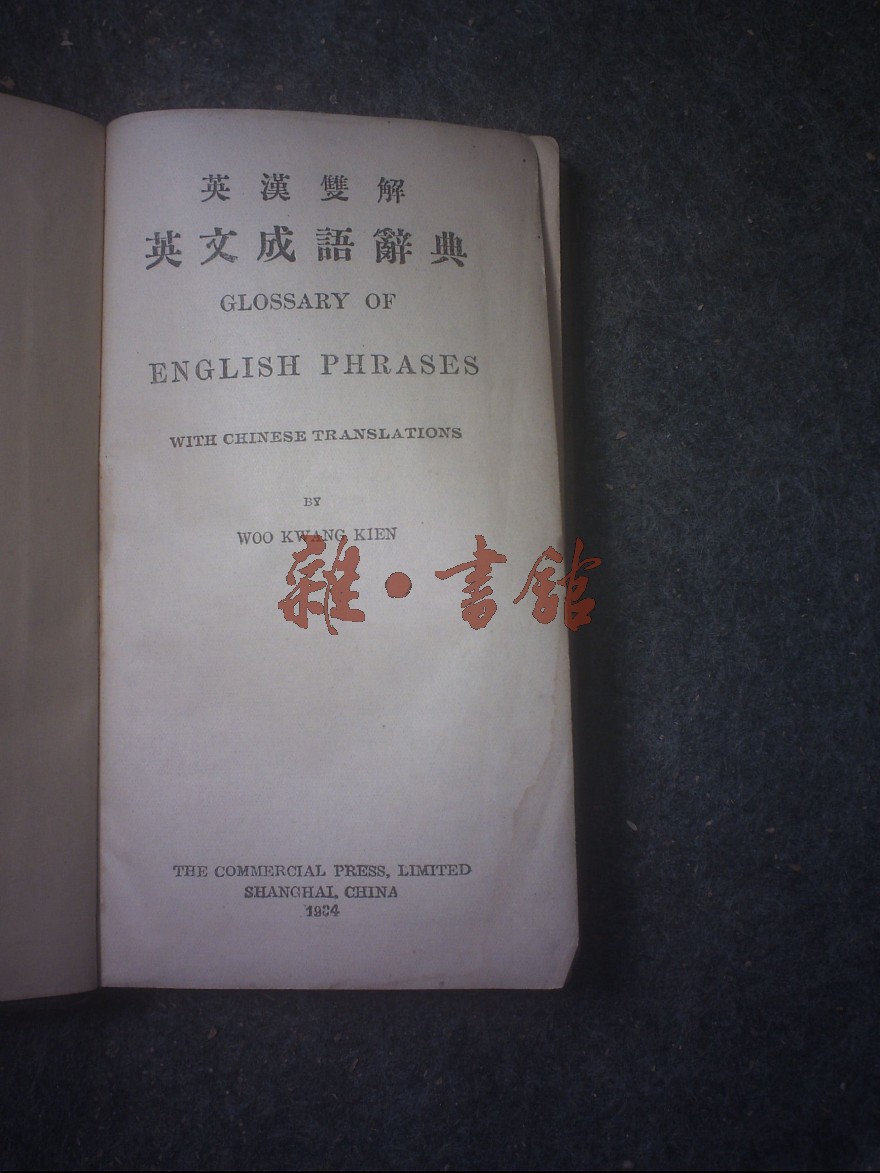 英漢雙解
英文成語辭典
GLOSSARY OF
ENGLISH PHRASES
WITH CHINESE TRANSLATIONS
BY
WOO KWANG KIEN
雜·書館
THE COMMERCIAL PRESS, LIMITED
SHANGHAI, CHINA
1934